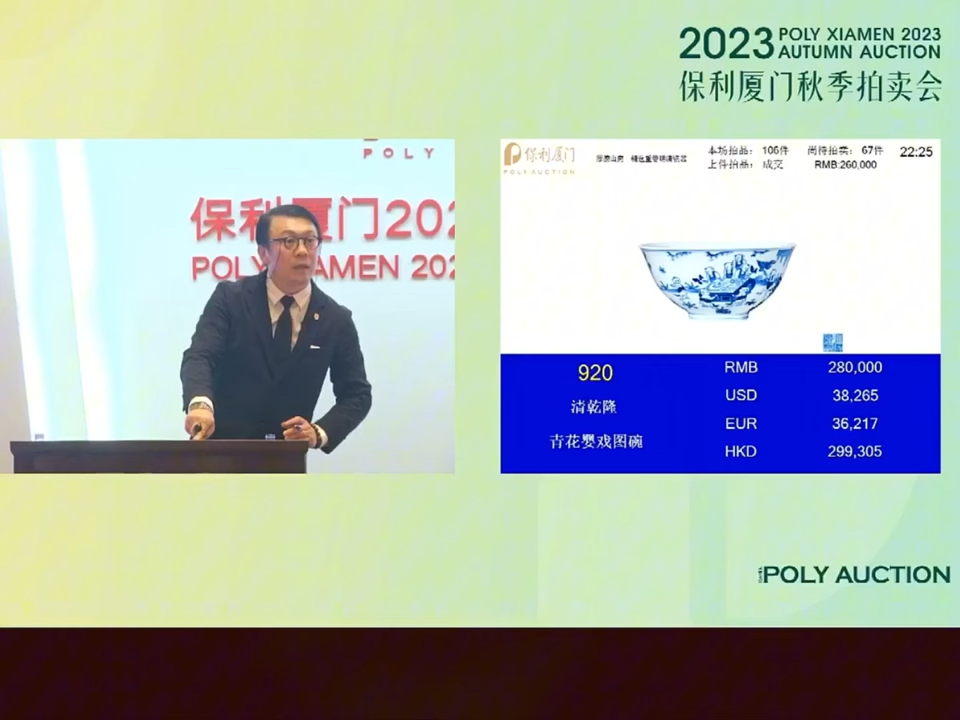 2023 POLY XIAMEN 2023
AUTUMN AUCTION
保利厦门秋季拍卖会
POLY
保利厦门202
POLY XIAMEN 202
保利厦门
POLY AUCTION
本场拍品: 106件 尚待拍卖: 67件 22:25
上件拍品: 成交 RMB:260,000
920
清乾隆
青花婴戏图碗
RMB 280,000
USD 38,265
EUR 36,217
HKD 299,305
POLY AUCTION